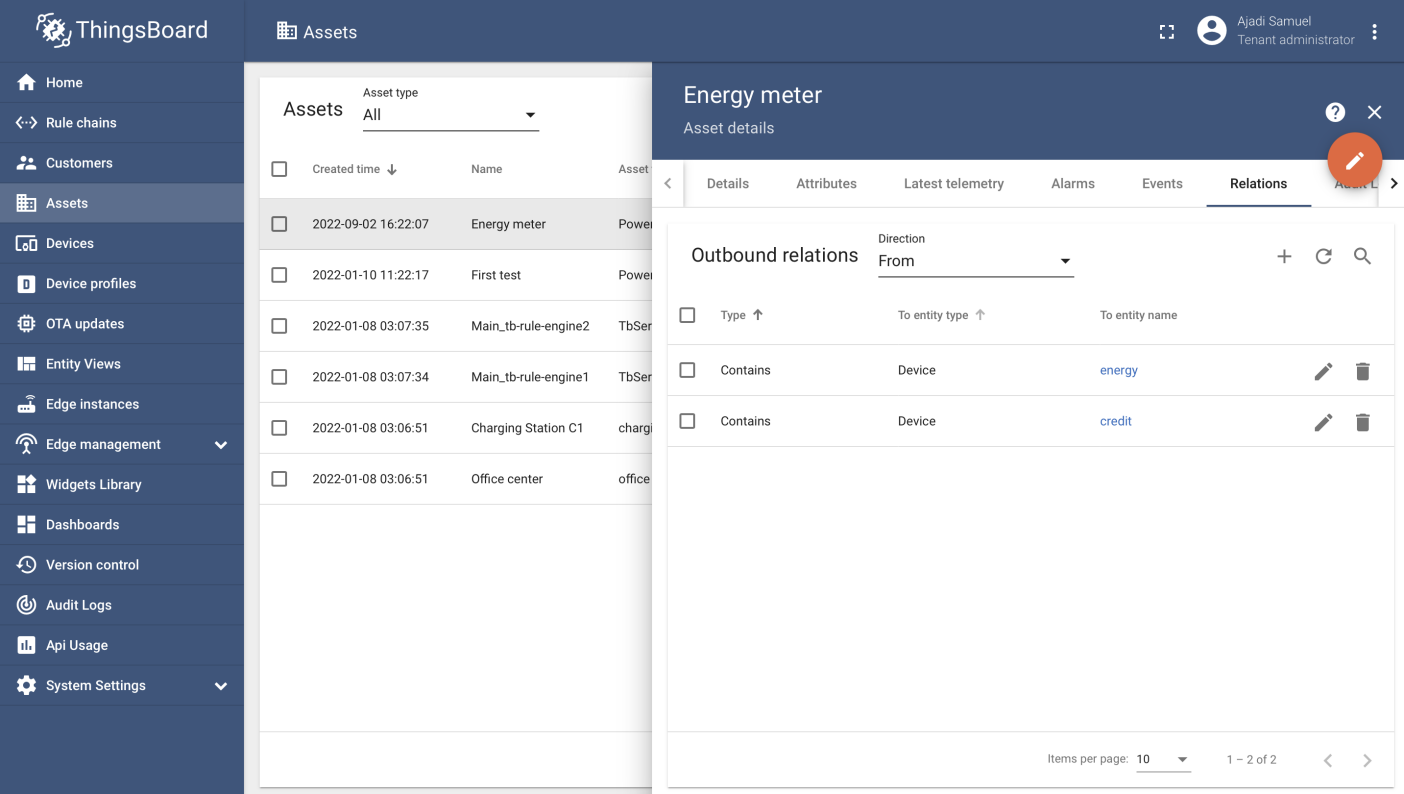 ThingsBoard
Assets
Ajadi Samuel
Tenant administrator
Home
Rule chains
Customers
Assets
Devices
Device profiles
OTA updates
Entity Views
Edge instances
Edge management
Widgets Library
Dashboards
Version control
Audit Logs
Api Usage
System Settings
Assets
Asset type
All
Created time Name Asset
2022-09-02 16:22:07 Energy meter Power
2022-01-10 11:22:17 First test Power
2022-01-08 03:07:35 Main_tb-rule-engine2 TbSer
2022-01-08 03:07:34 Main_tb-rule-engine1 TbSer
2022-01-08 03:06:51 Charging Station C1 chargi
2022-01-08 03:06:51 Office center office
Energy meter
Asset details
Details Attributes Latest telemetry Alarms Events Relations Audit L
Outbound relations
Direction
From
Type To entity type To entity name
Contains Device energy
Contains Device credit
Items per page: 10 1 – 2 of 2